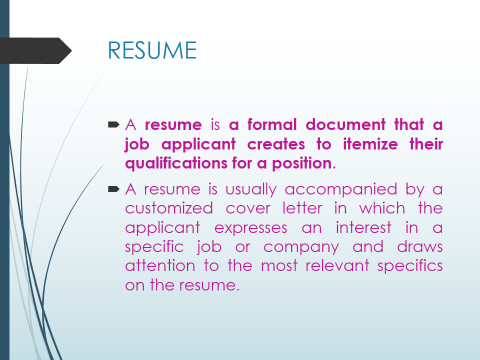 RESUME
A resume is a formal document that a
job applicant creates to itemize their
qualifications for a position.
A resume is usually accompanied by a
customized cover letter in which the
applicant expresses an interest in a
specific job or company and draws
attention to the most relevant specifics
on the resume.